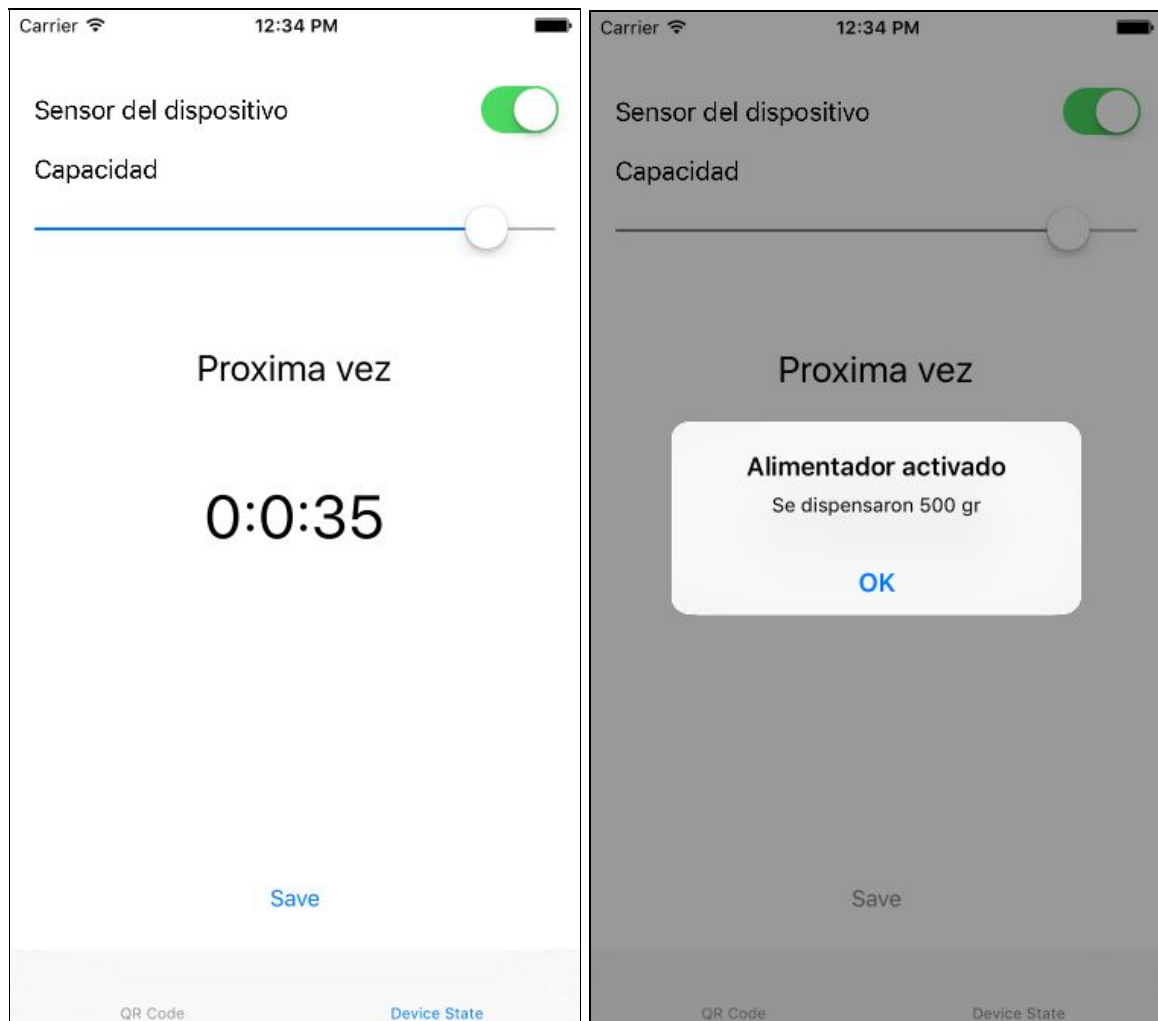 Carrier 12:34 PM
Sensor del dispositivo
Capacidad
Proxima vez
0:0:35
Save
QR Code Device State
Carrier 12:34 PM
Sensor del dispositivo
Capacidad
Proxima vez
Alimentador activado
Se dispensaron 500 gr
OK
Save
QR Code Device State